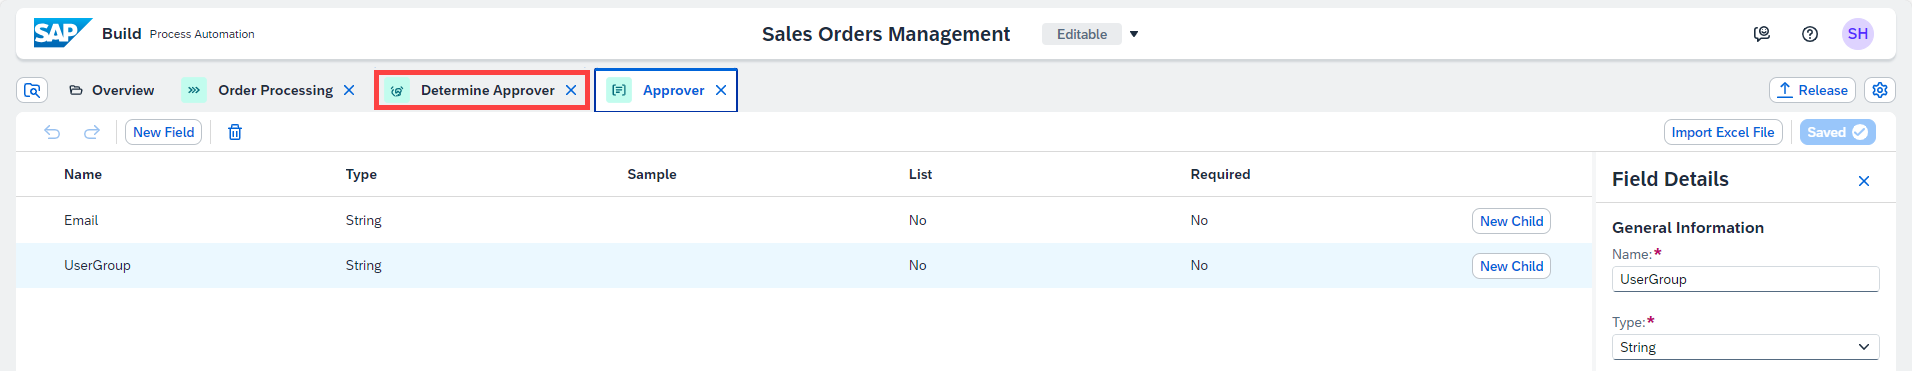 SAP Build Process Automation Sales Orders Management Editable SH
Overview Order Processing Determine Approver Approver Release
New Field Import Excel File Saved
Name Type Sample List Required
Email String No No New Child
UserGroup String No No New Child
Field Details
General Information
Name:*
UserGroup
Type:*
String